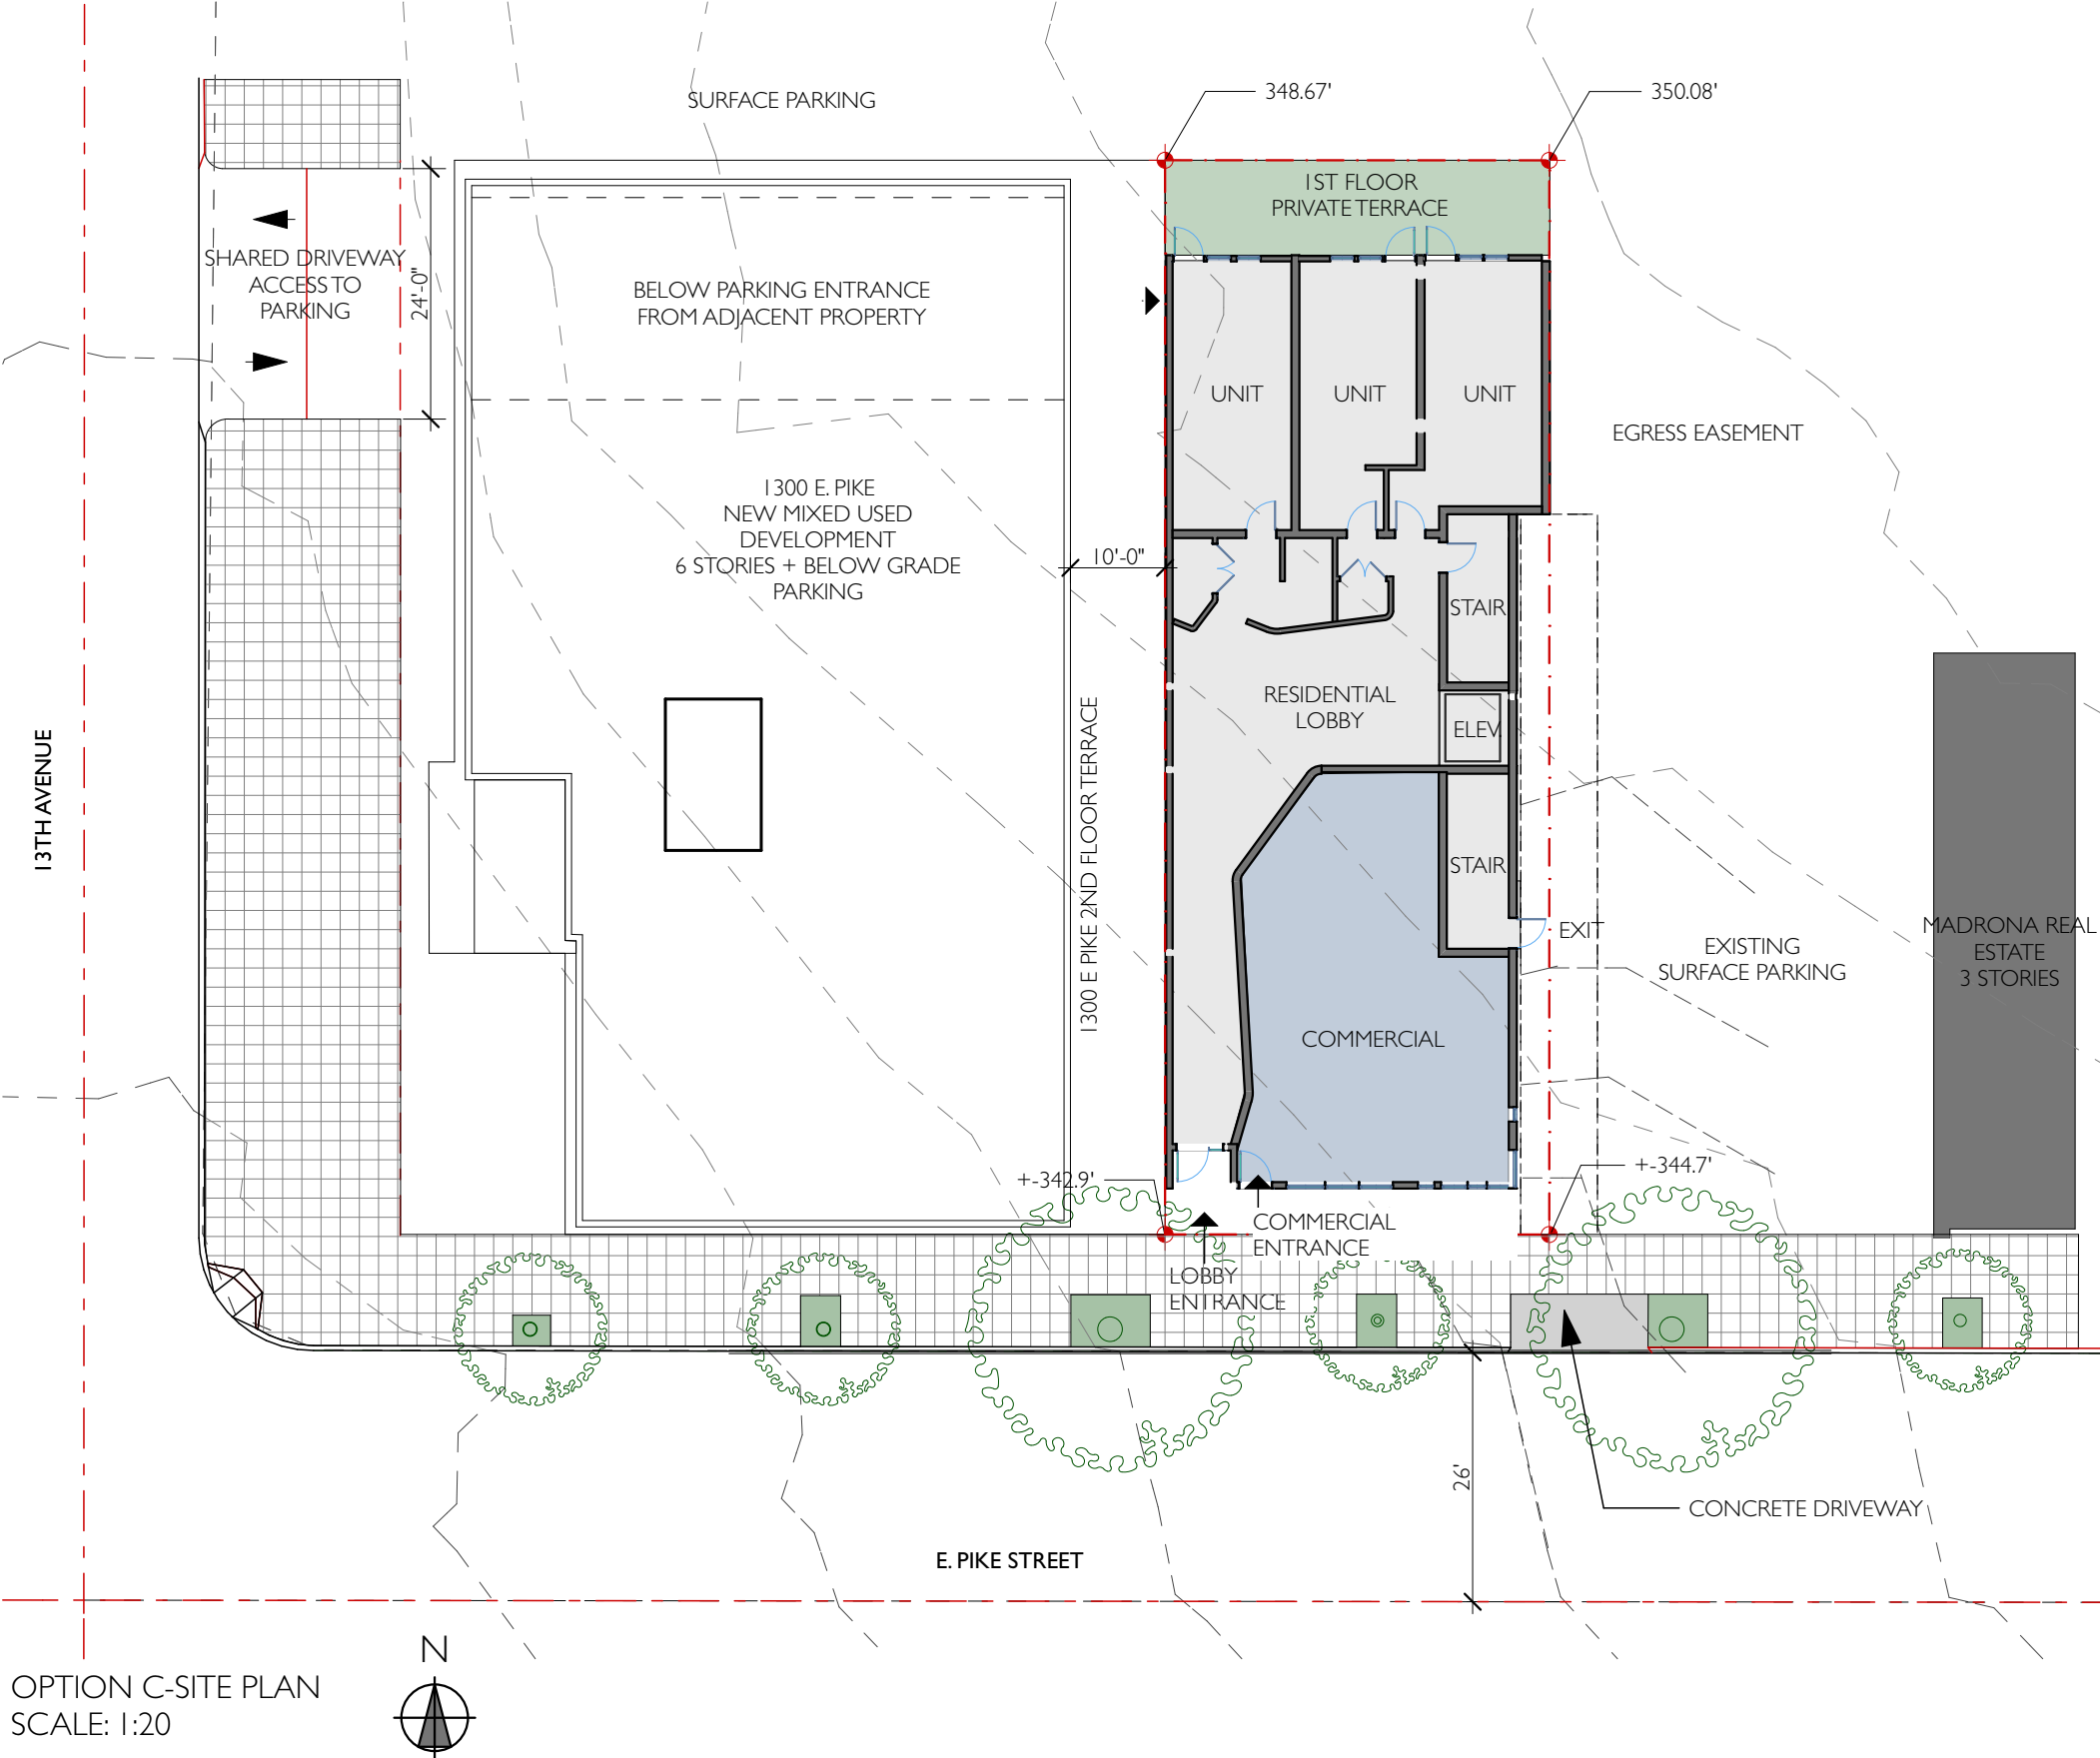 SURFACE PARKING
348.67'
350.08'
1ST FLOOR
PRIVATE TERRACE
SHARED DRIVEWAY
ACCESS TO
PARKING
24'-0"
BELOW PARKING ENTRANCE
FROM ADJACENT PROPERTY
UNIT
UNIT
UNIT
EGRESS EASEMENT
1300 E. PIKE
NEW MIXED USED
DEVELOPMENT
6 STORIES + BELOW GRADE
PARKING
10'-0"
STAIR
RESIDENTIAL
LOBBY
ELEV.
13TH AVENUE
1300 E PIKE 2ND FLOOR TERRACE
STAIR
EXIT
EXISTING
SURFACE PARKING
MADRONA REAL
ESTATE
3 STORIES
COMMERCIAL
+-342.9'
+-344.7'
COMMERCIAL
ENTRANCE
LOBBY
ENTRANCE
26'
CONCRETE DRIVEWAY
E. PIKE STREET
N
OPTION C-SITE PLAN
SCALE: 1:20